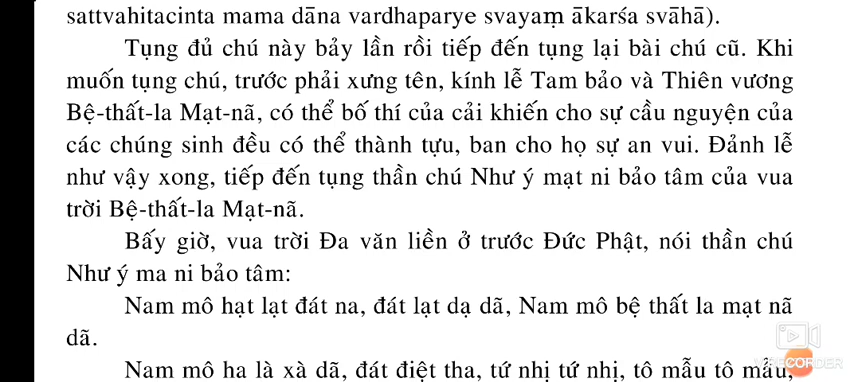 sattvahitacinta mama dāna vardhaparye svayaṃ ākarśa svāhā).
Tụng đủ chú này bảy lần rồi tiếp đến tụng lại bài chú cũ. Khi
muốn tụng chú, trước phải xưng tên, kính lễ Tam bảo và Thiên vương
Bệ-thất-la Mạt-nã, có thể bố thí của cải khiến cho sự cầu nguyện của
các chúng sinh đều có thể thành tựu, ban cho họ sự an vui. Đảnh lễ
như vậy xong, tiếp đến tụng thần chú Như ý mạt ni bảo tâm của vua
trời Bệ-thất-la Mạt-nã.
Bấy giờ, vua trời Đa văn liền ở trước Đức Phật, nói thần chú
Như ý ma ni bảo tâm:
Nam mô hạt lạt đát na, đát lạt dạ dã, Nam mô bệ thất la mạt nã
dã.
Nam mô ha là xà dã, đát điệt tha, tứ nhị tứ nhị, tô mẫu tô mẫu,